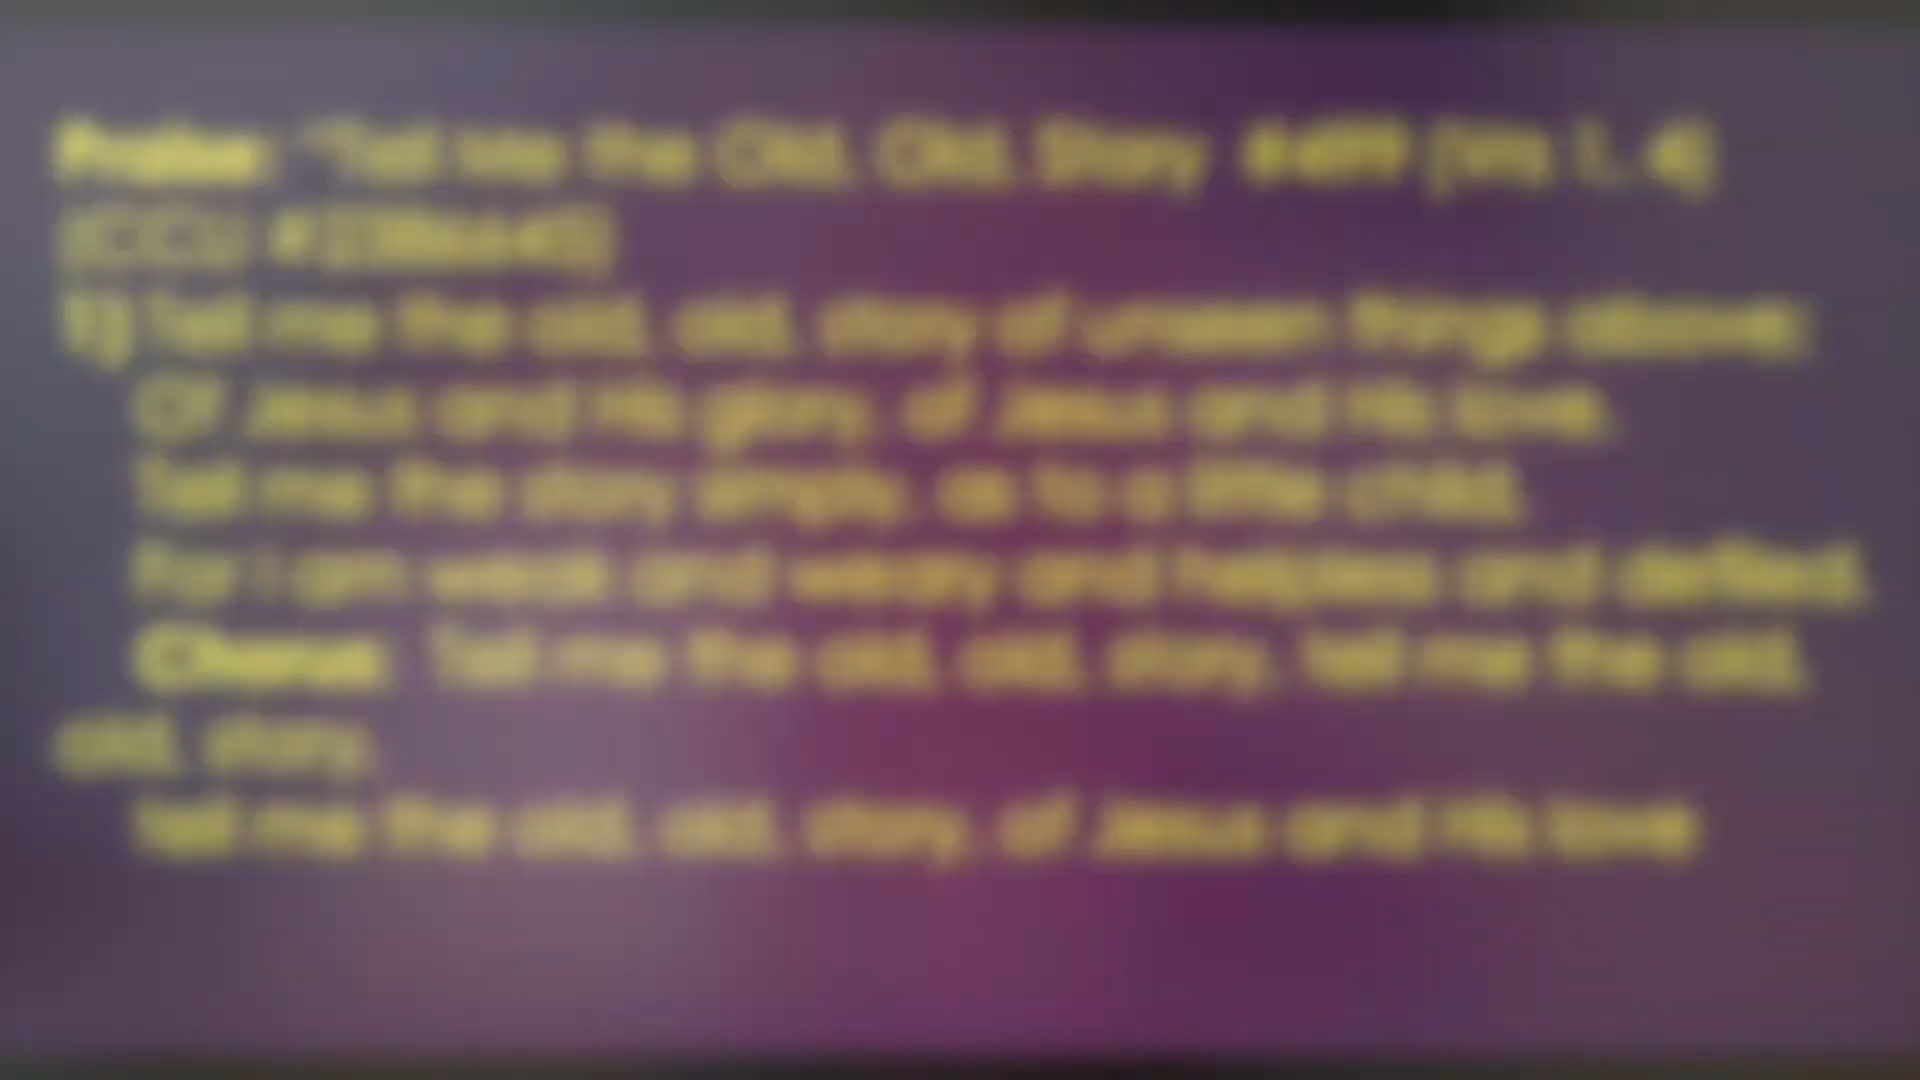 Praise: "Tell Me the Old, Old, Story
1) Tell me the old, old, story of unseen things above;
Of Jesus and His glory, of Jesus and His love.
Tell me the story simply, as to a little child,
For I am weak and weary and helpless and defiled.
Chorus: Tell me the old, old, story, tell me the old,
old, story,
tell me the old, old, story, of Jesus and His love